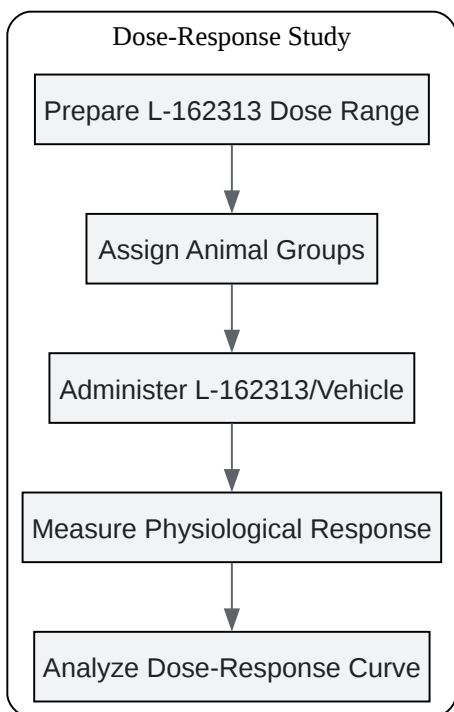 Dose-Response Study
Prepare L-162313 Dose Range
Assign Animal Groups
Administer L-162313/Vehicle
Measure Physiological Response
Analyze Dose-Response Curve